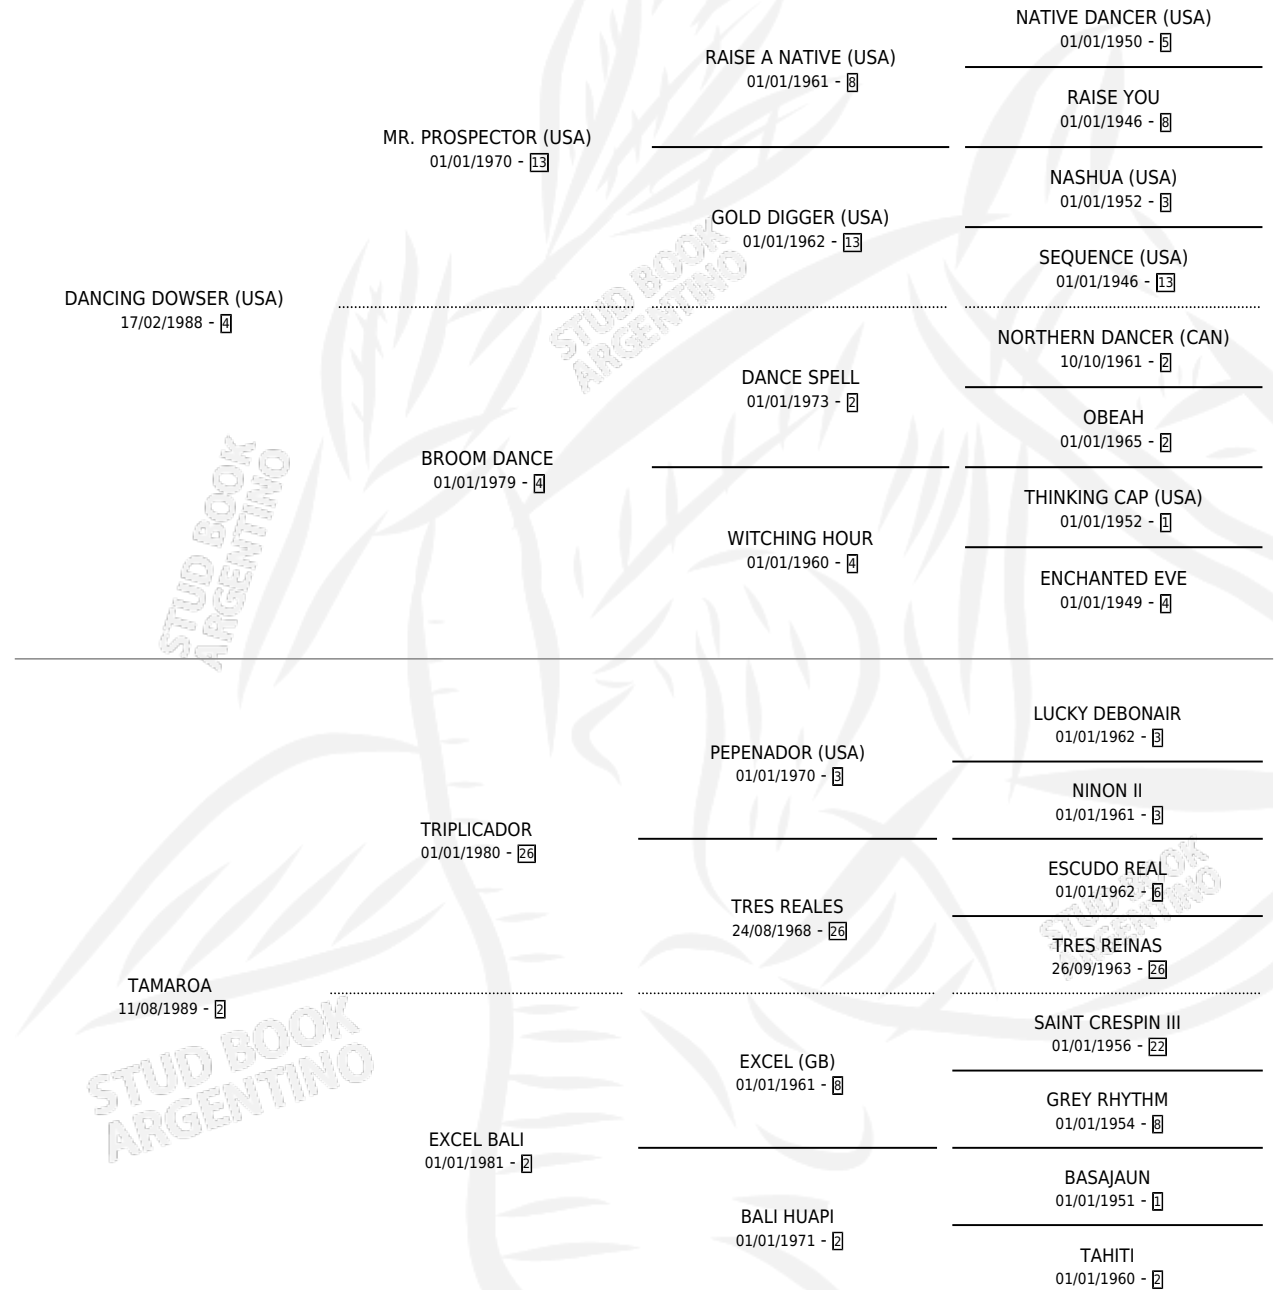 NATIVE DANCER (USA)
01/01/1950 - 5
RAISE A NATIVE (USA)
01/01/1961 - 8
RAISE YOU
01/01/1946 - 8
MR. PROSPECTOR (USA)
01/01/1970 - 13
NASHUA (USA)
01/01/1952 - 3
GOLD DIGGER (USA)
01/01/1962 - 13
SEQUENCE (USA)
01/01/1946 - 13
DANCING DOWSER (USA)
17/02/1988 - 4
NORTHERN DANCER (CAN)
10/10/1961 - 2
DANCE SPELL
01/01/1973 - 2
OBEAH
01/01/1965 - 2
BROOM DANCE
01/01/1979 - 4
THINKING CAP (USA)
01/01/1952 - 1
WITCHING HOUR
01/01/1960 - 4
ENCHANTED EVE
01/01/1949 - 4
STUD BOOK
ARGENTINO
STUD BOOK
ARGENTINO
LUCKY DEBONAIR
01/01/1962 - 3
PEPENADOR (USA)
01/01/1970 - 3
NINON II
01/01/1961 - 3
TRIPLICADOR
01/01/1980 - 26
ESCUDO REAL
01/01/1962 - 6
TRES REALES
24/08/1968 - 26
TRES REINAS
26/09/1963 - 26
STUD BOOK
ARGENTINO
TAMAROA
11/08/1989 - 2
SAINT CRESPIN III
01/01/1956 - 22
EXCEL (GB)
01/01/1961 - 8
GREY RHYTHM
01/01/1954 - 8
EXCEL BALI
01/01/1981 - 2
BASAJAUN
01/01/1951 - 1
BALI HUAPI
01/01/1971 - 2
TAHITI
01/01/1960 - 2
STUD BOOK
ARGENTINO